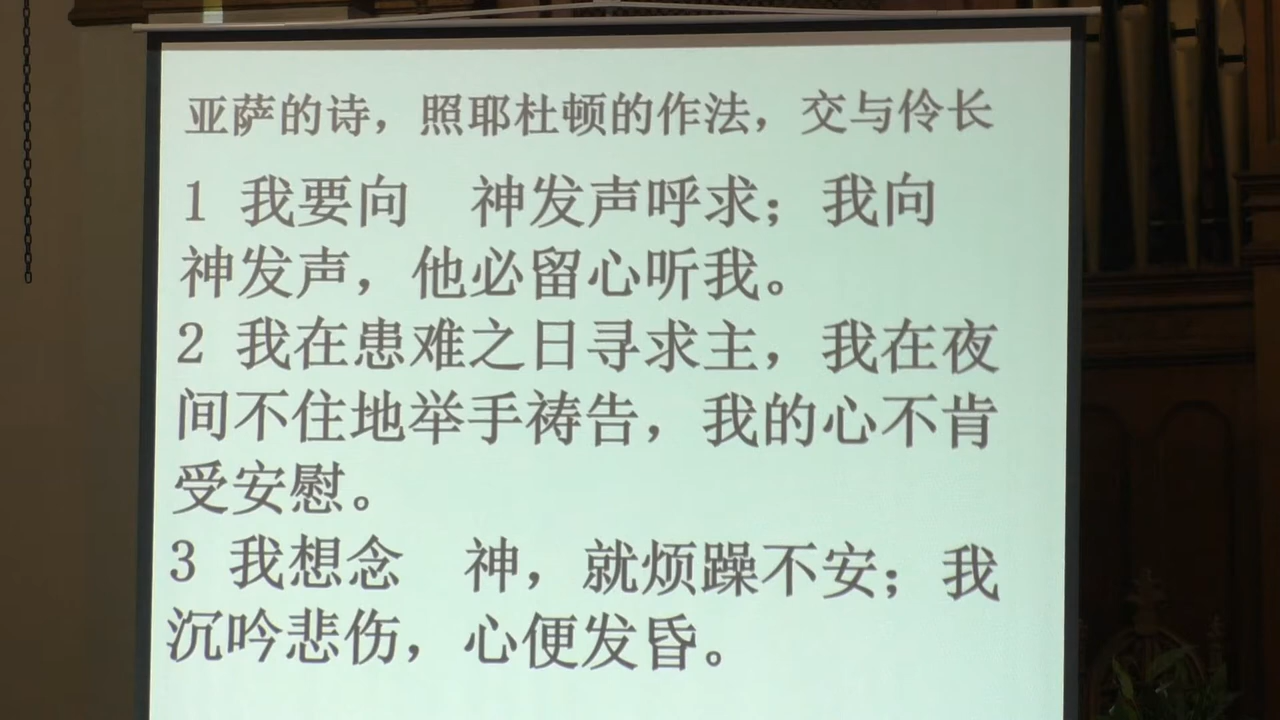 亚萨的诗，照耶杜顿的作法，交与伶长
1 我要向　神发声呼求；我向
神发声，他必留心听我。
2 我在患难之日寻求主，我在夜
间不住地举手祷告，我的心不肯
受安慰。
3 我想念　神，就烦躁不安；我
沉吟悲伤，心便发昏。